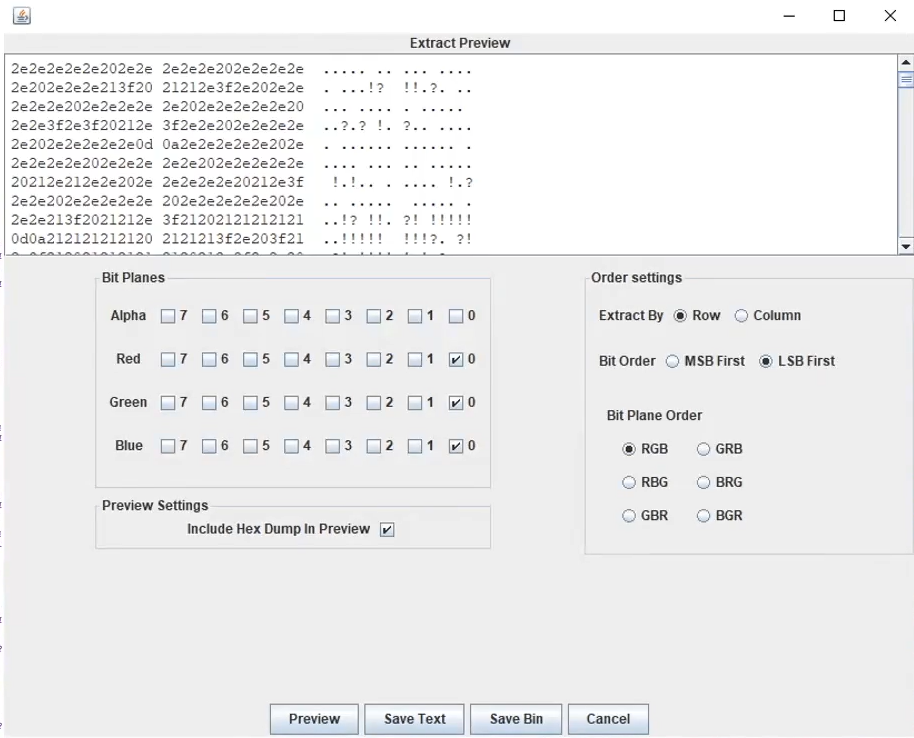 Extract Preview
2e2e2e2e2e202e2e 2e2e2e202e2e2e2e ..... .. ... ....
2e202e2e2e213f20 21212e3f2e202e2e . ...!? !!.?. ..
2e2e2e202e2e2e2e 2e202e2e2e2e2e20 ... .... . .....
2e2e3f2e3f20212e 3f2e2e202e2e2e2e ..?.? !. ?.. ....
2e202e2e2e2e2e0d 0a2e2e2e2e2e202e . ...... ...... .
2e2e2e2e202e2e2e 2e2e202e2e2e2e2e .... ... .. .....
20212e212e2e202e 2e2e2e2e20212e3f !.!.. . .... !.?
2e2e202e2e2e2e2e 202e2e2e2e2e202e .. ..... ..... .
2e2e213f2021212e 3f21202121212121 ..!? !!. ?! !!!!!
0d0a212121212120 2121213f2e203f21 ..!!!!! !!!?. ?!
Bit Planes
Alpha 7 6 5 4 3 2 1 0
Red 7 6 5 4 3 2 1 0
Green 7 6 5 4 3 2 1 0
Blue 7 6 5 4 3 2 1 0
Preview Settings
Include Hex Dump In Preview
Order settings
Extract By Row Column
Bit Order MSB First LSB First
Bit Plane Order
RGB GRB
RBG BRG
GBR BGR
Preview Save Text Save Bin Cancel